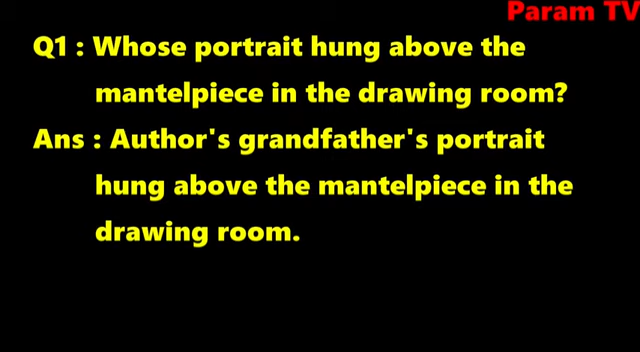 Param TV
Q1 : Whose portrait hung above the
mantelpiece in the drawing room?
Ans : Author's grandfather's portrait
hung above the mantelpiece in the
drawing room.